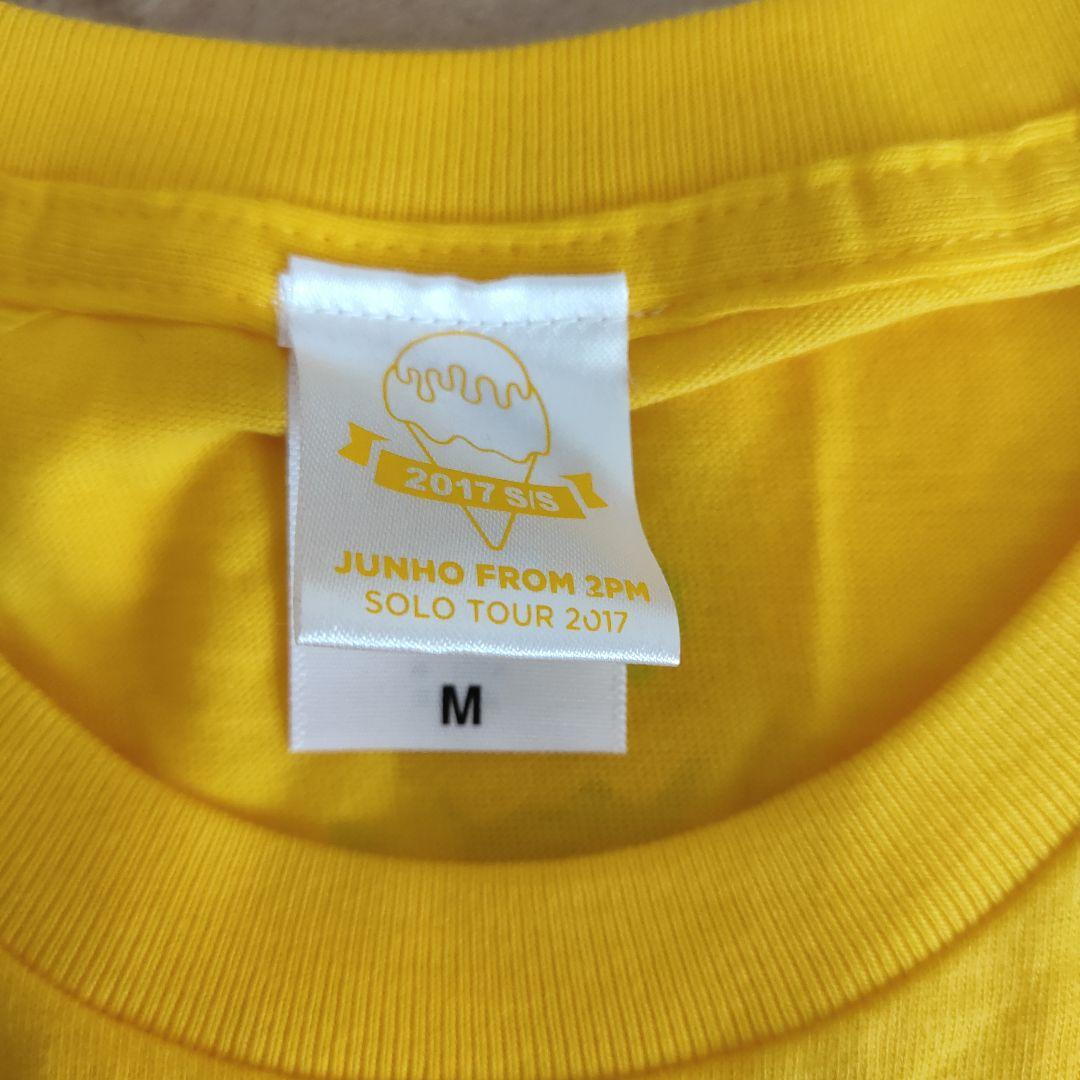 2017 S/S
JUNHO FROM 2PM
SOLO TOUR 2017
M